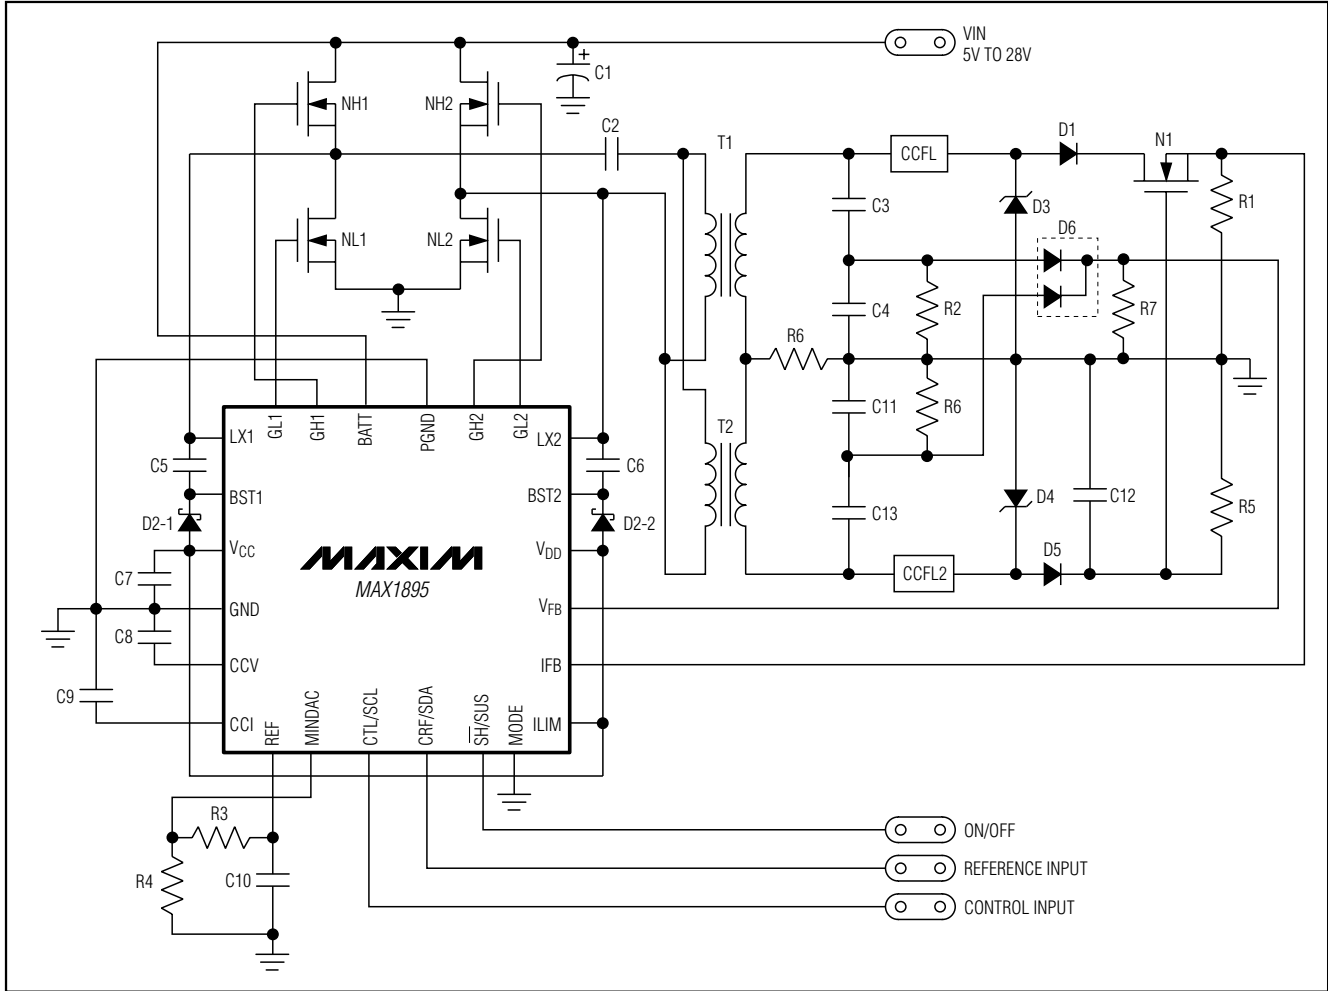 VIN
5V TO 28V
+
C1
NH1
NH2
C2
T1
CCFL
D1
N1
C3
D3
R1
D6
NL1
NL2
C4
R2
R7
R6
C11
R6
GL1
GH1
BATT
PGND
GH2
GL2
T2
LX1
LX2
C5
C6
BST1
BST2
D4
C12
R5
D2-1
D2-2
C13
VCC
VDD
MAXIM
MAX1895
D5
C7
CCFL2
GND
VFB
C8
CCV
IFB
C9
CCI
REF
MINDAC
CTL/SCL
CRF/SDA
SH/SUS
MODE
ILIM
R3
ON/OFF
R4
C10
REFERENCE INPUT
CONTROL INPUT